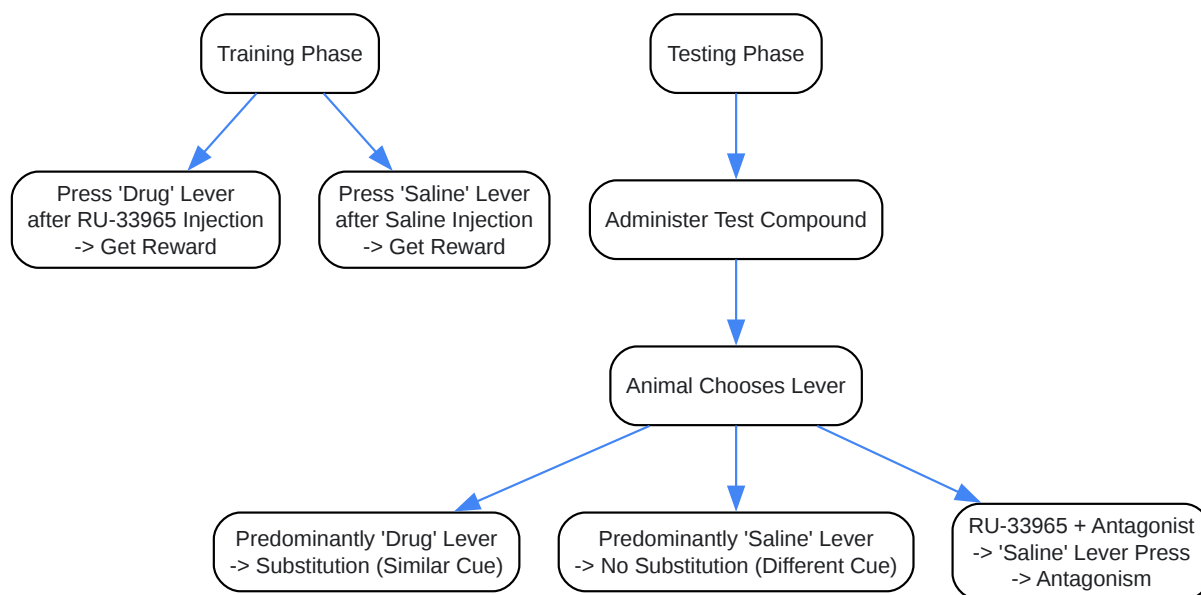 Training Phase
Testing Phase
Press 'Drug' Lever
after RU-33965 Injection
-> Get Reward
Press 'Saline' Lever
after Saline Injection
-> Get Reward
Administer Test Compound
Animal Chooses Lever
Predominantly 'Drug' Lever
-> Substitution (Similar Cue)
Predominantly 'Saline' Lever
-> No Substitution (Different Cue)
RU-33965 + Antagonist
-> 'Saline' Lever Press
-> Antagonism